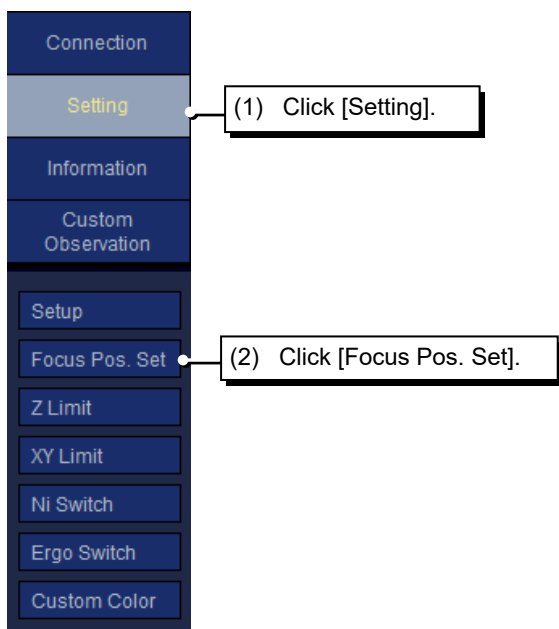 Connection
Setting
(1) Click [Setting].
Information
Custom
Observation
Setup
Focus Pos. Set
(2) Click [Focus Pos. Set].
Z Limit
XY Limit
Ni Switch
Ergo Switch
Custom Color